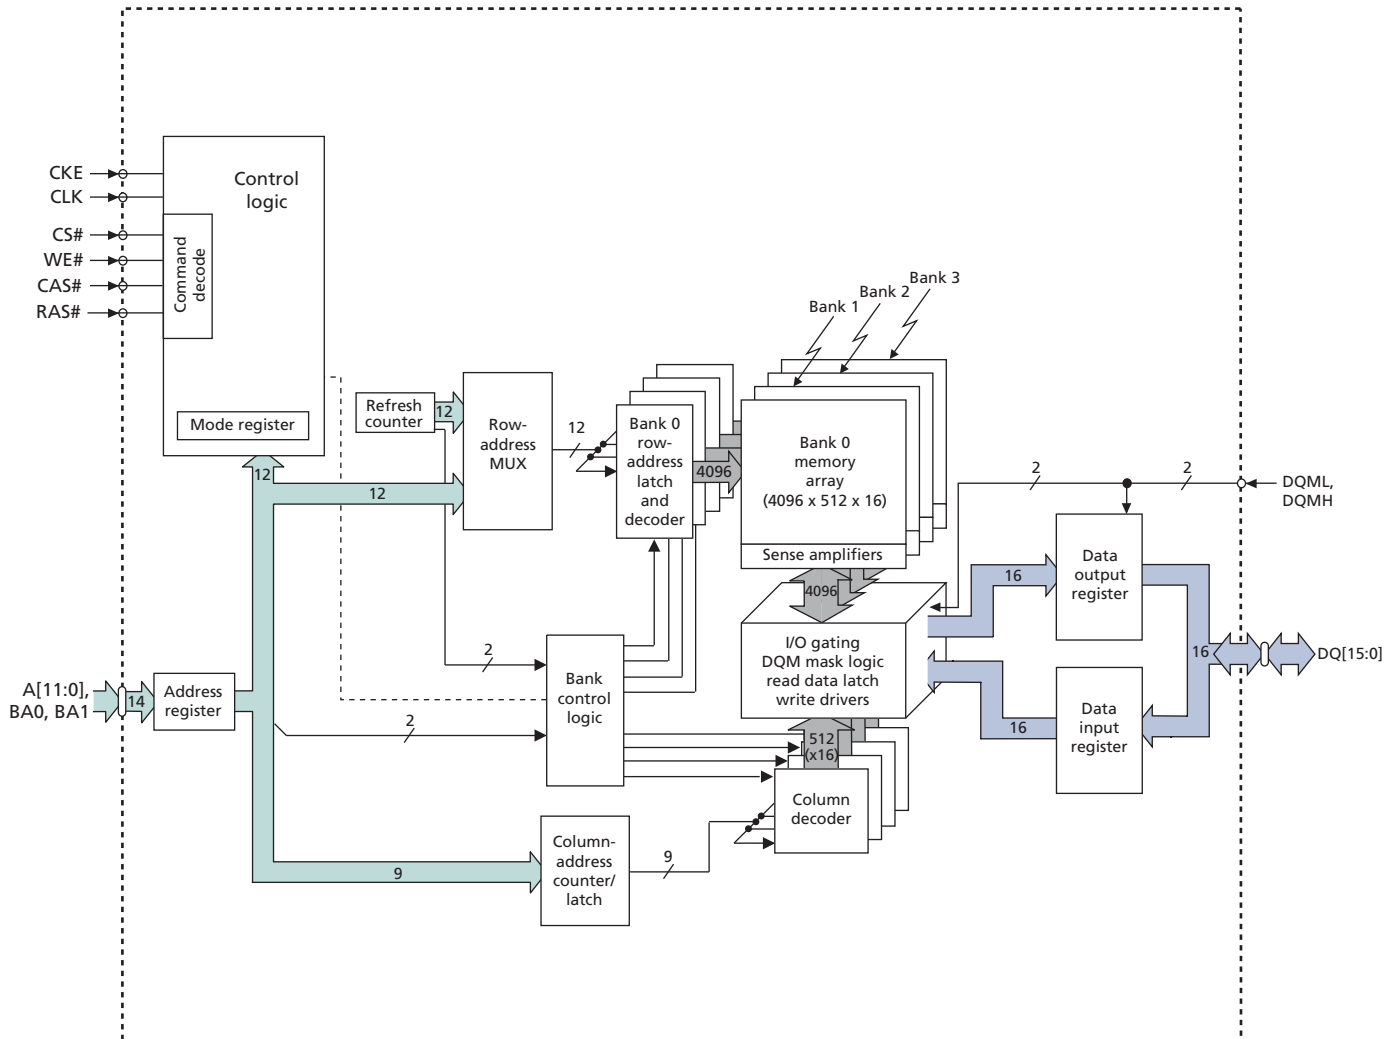 CKE
CLK
CS#
WE#
CAS#
RAS#
Control
logic
Command
decode
Mode register
12
Refresh
counter
12
12
Row-
address
MUX
12
Bank 0
row-
address
latch
and
decoder
4096
Bank 1
Bank 2
Bank 3
Bank 0
memory
array
(4096 x 512 x 16)
Sense amplifiers
4096
I/O gating
DQM mask logic
read data latch
write drivers
2
2
DQML,
DQMH
16
Data
output
register
16
DQ[15:0]
16
Data
input
register
A[11:0],
BA0, BA1
14
Address
register
2
2
Bank
control
logic
512
(x16)
Column
decoder
9
Column-
address
counter/
latch
9